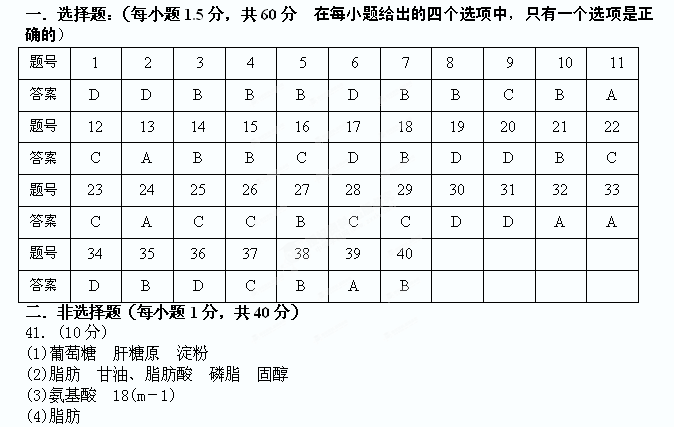 一．选择题：（每小题 1.5 分，共 60 分 在每小题给出的四个选项中，只有一个选项是正
确的）
题号 1 2 3 4 5 6 7 8 9 10 11
答案 D D B B B D B B C B A
题号 12 13 14 15 16 17 18 19 20 21 22
答案 C A B B C D B D D B C
题号 23 24 25 26 27 28 29 30 31 32 33
答案 C A C C B C C D D A A
题号 34 35 36 37 38 39 40
答案 D B D C B A B
二．非选择题（每小题 1 分，共 40 分）
41. (10 分)
(1)葡萄糖 肝糖原 淀粉
(2)脂肪 甘油、脂肪酸 磷脂 固醇
(3)氨基酸 18(m－1)
(4)脂肪